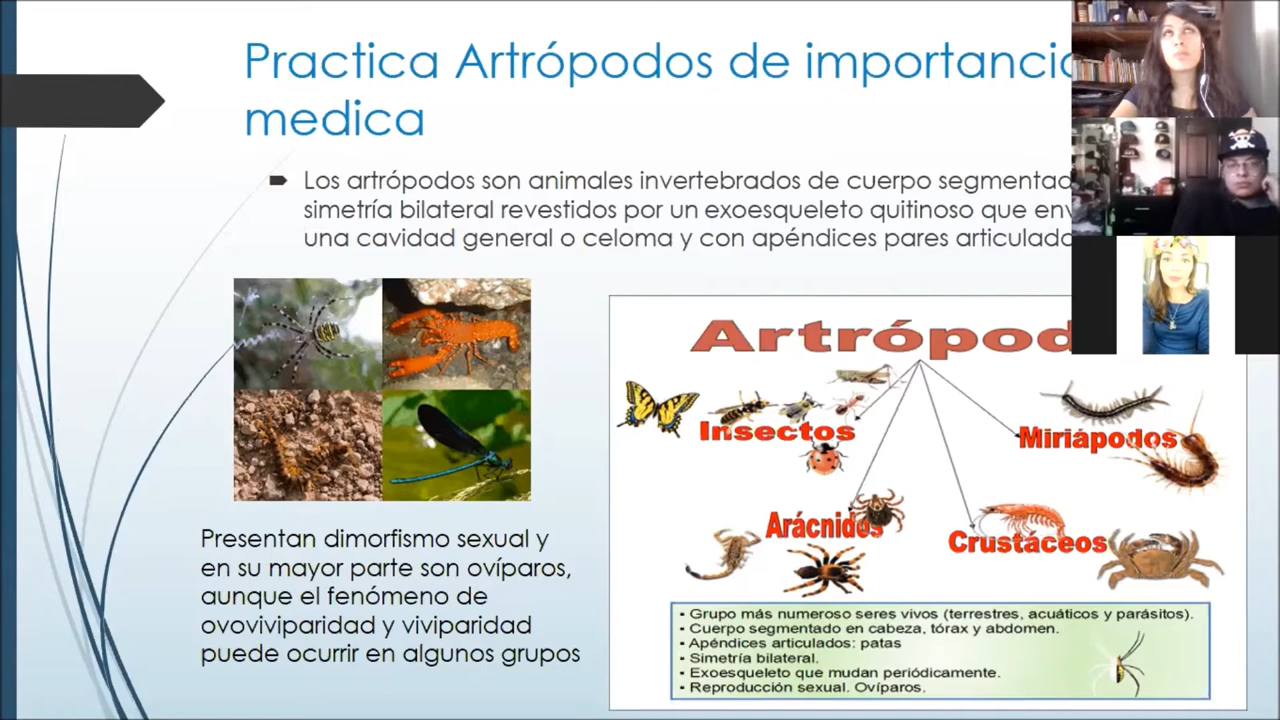 Practica Artrópodos de importancia
medica
Los artrópodos son animales invertebrados de cuerpo
simetría bilateral revestidos por un exoesqueleto quitinoso que
una cavidad general o celoma y con apéndices pares
Artrópod
Insectos
Miriápodos
Arácnidos
Crustáceos
Presentan dimorfismo sexual y
en su mayor parte son ovíparos,
aunque el fenómeno de
ovoviviparidad y viviparidad
puede ocurrir en algunos grupos
▪ Grupo más numeroso seres vivos (terrestres, acuáticos y parásitos).
▪ Cuerpo segmentado en cabeza, tórax y abdomen.
▪ Apéndices articulados: patas
▪ Simetría bilateral.
▪ Exoesqueleto que mudan periódicamente.
▪ Reproducción sexual. Ovíparos.